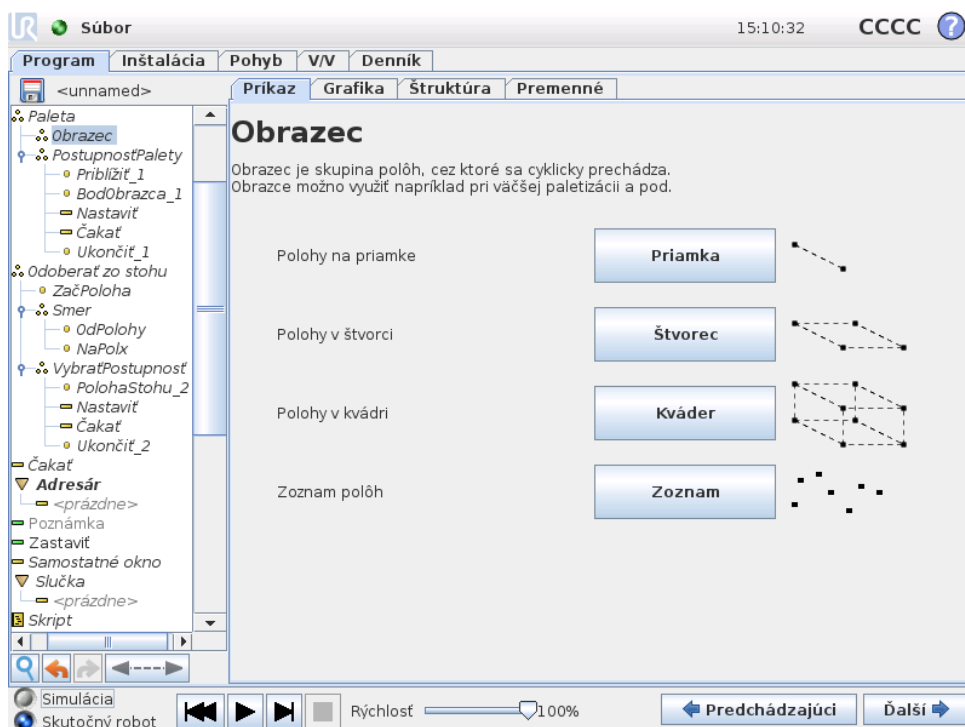 UR Súbor 15:10:32 CCCC ?
Program Inštalácia Pohyb V/V Denník
<unnamed> Príkaz Grafika Štruktúra Premenné
Paleta
Obrazec
PostupnosťPalety
Priblížiť_1
BodObrazca_1
Nastaviť
Čakať
Ukončiť_1
Odoberať zo stohu
ZačPoloha
Smer
OdPolohy
NaPolx
VybraťPostupnosť
PolohaStohu_2
Nastaviť
Čakať
Ukončiť_2
Čakať
Adresár
<prázdne>
Poznámka
Zastaviť
Samostatné okno
Slučka
<prázdne>
Skript
Obrazec
Obrazec je skupina polôh, cez ktoré sa cyklicky prechádza.
Obrazce možno využiť napríklad pri väčšej paletizácii a pod.
Polohy na priamke Priamka
Polohy v štvorci Štvorec
Polohy v kvádri Kváder
Zoznam polôh Zoznam
Simulácia
Skutočný robot
Rýchlosť 100% Predchádzajúci Ďalší